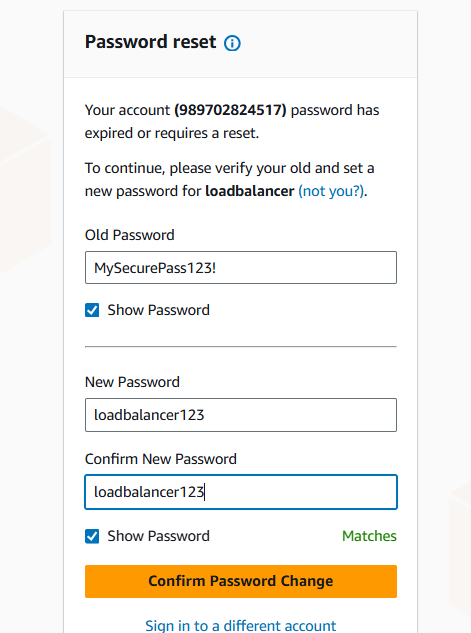 Password reset
Your account (989702824517) password has
expired or requires a reset.
To continue, please verify your old and set a
new password for loadbalancer (not you?).
Old Password
MySecurePass123!
Show Password
New Password
loadbalancer123
Confirm New Password
loadbalancer123
Show Password Matches
Confirm Password Change
Sign in to a different account